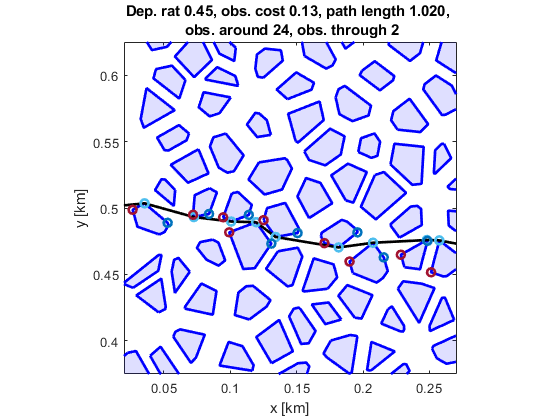 Dep. rat 0.45, obs. cost 0.13, path length 1.020,
obs. around 24, obs. through 2
0.6
0.55
0.5
0.45
0.4
y [km]
0.05
0.1
0.15
0.2
0.25
x [km]